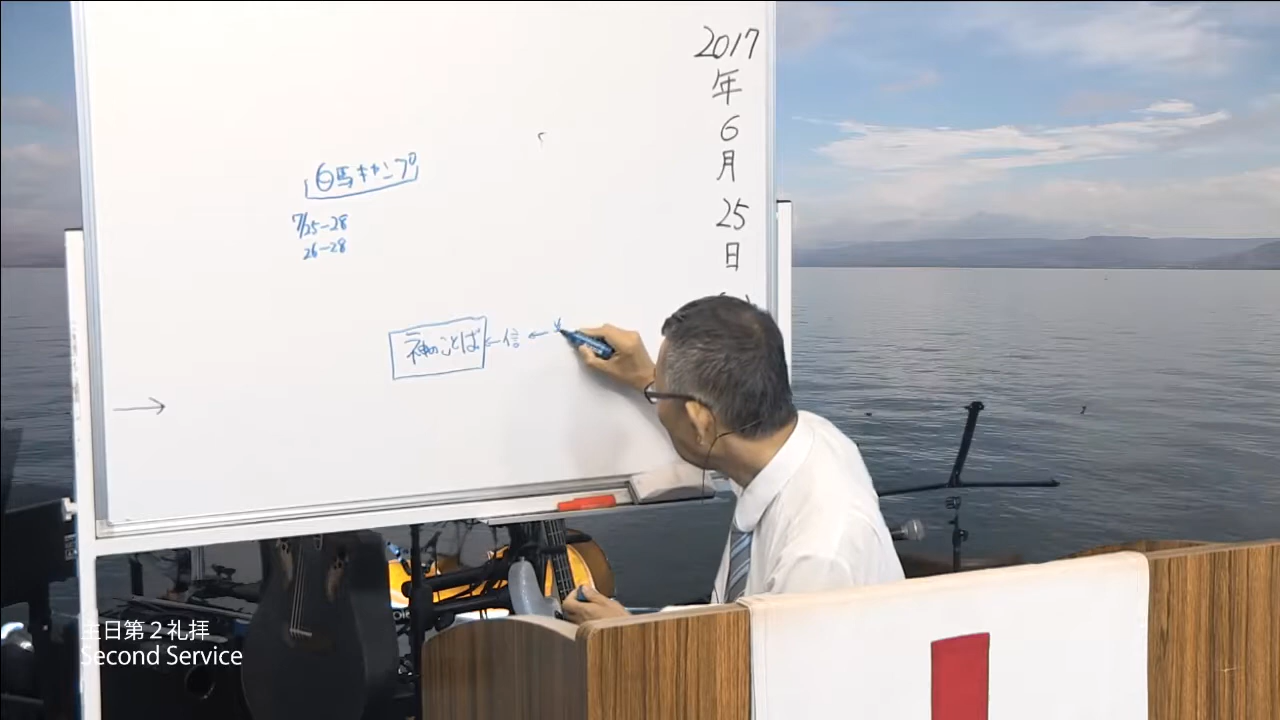 2017
年
6
月
25
日
白馬キャンプ
7/25-28
26-28
神のことば ← 信 ←
→
主日第2礼拝
Second Service